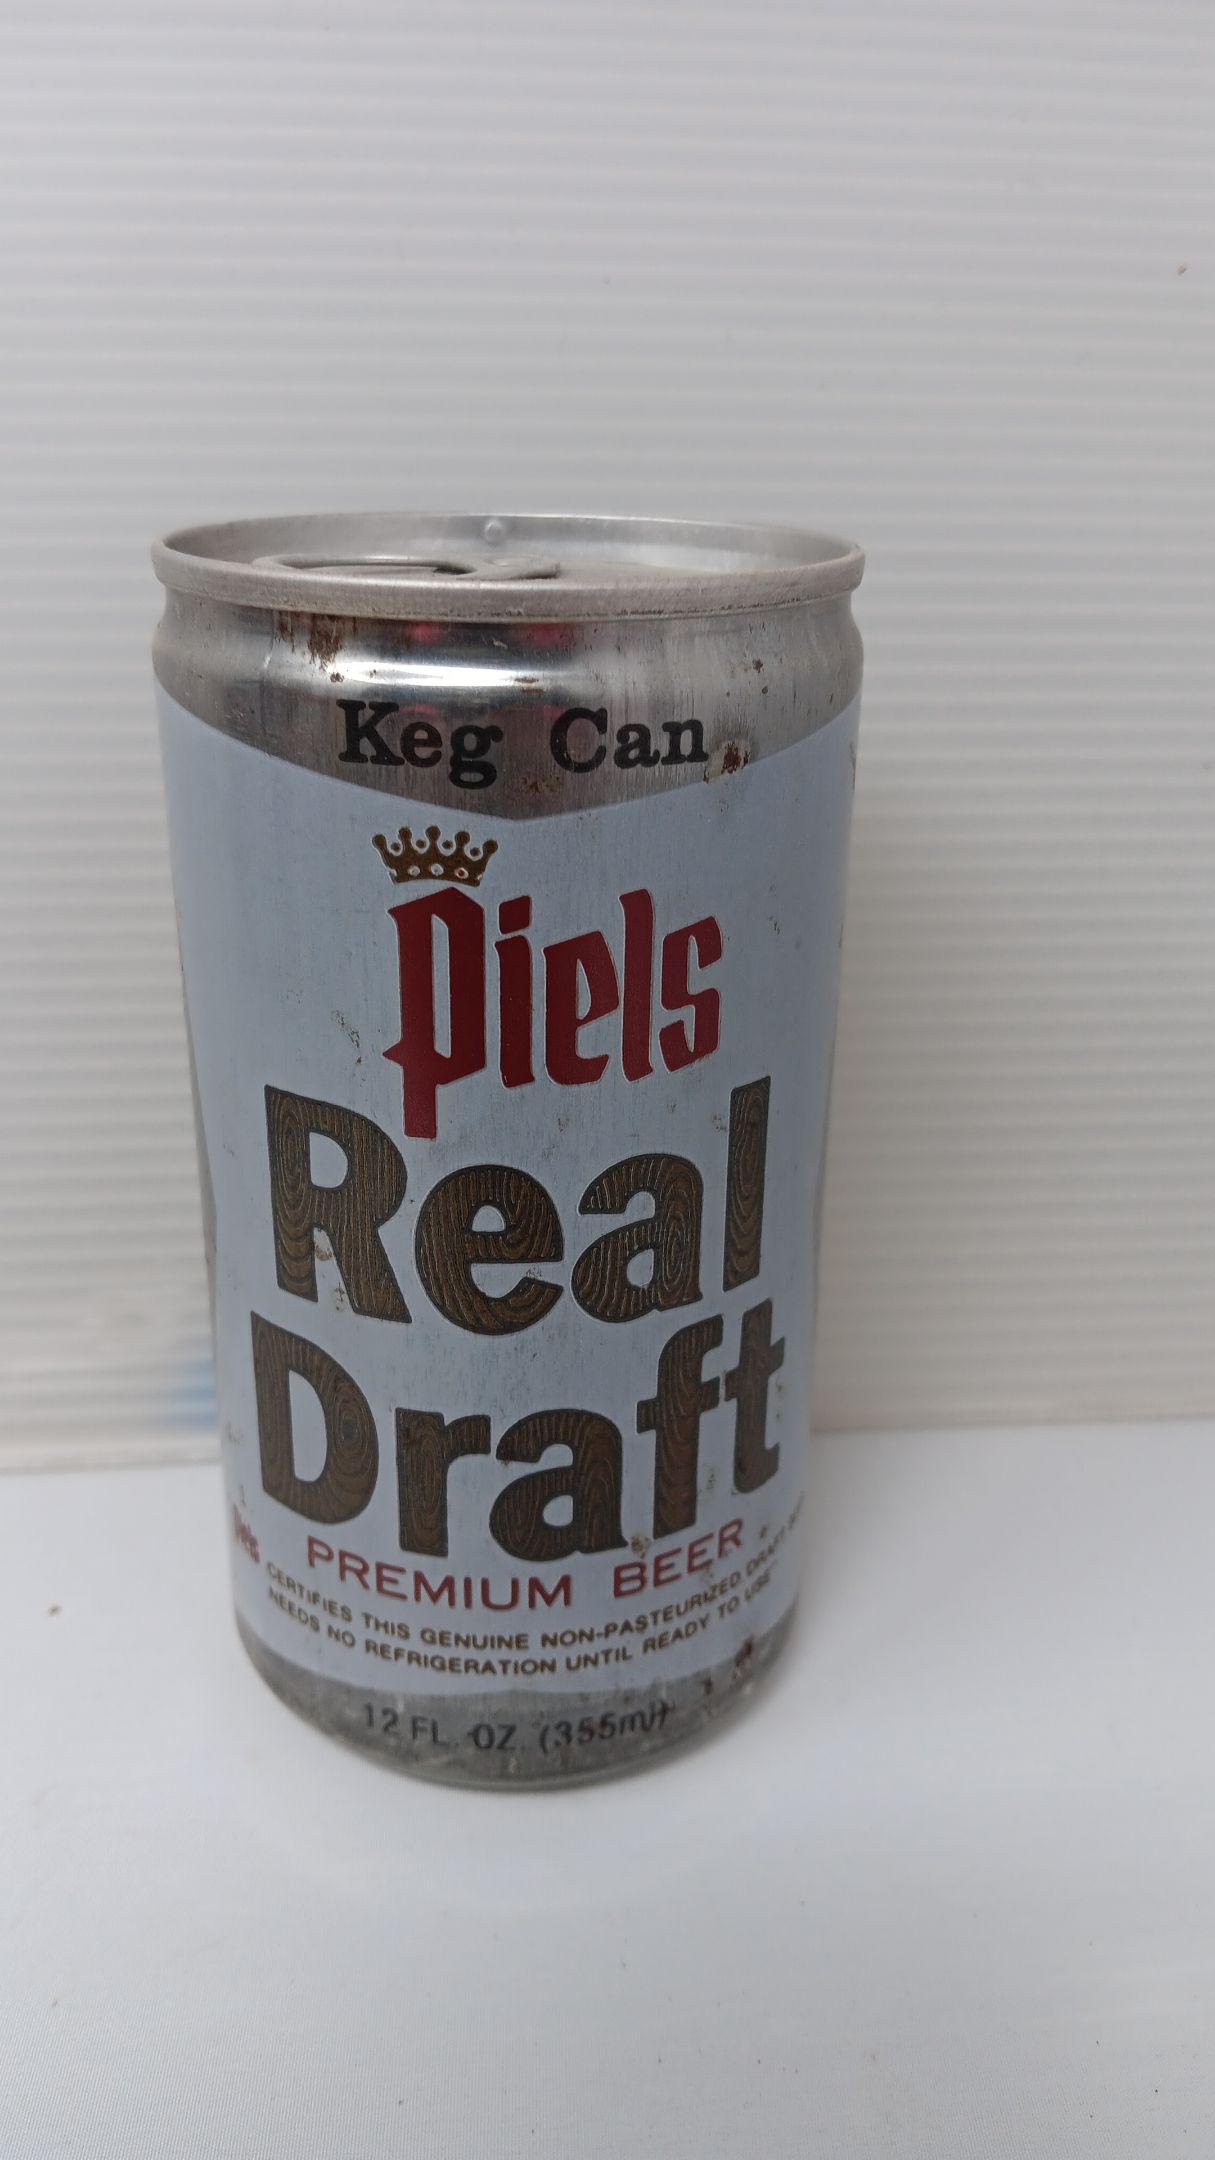 Keg Can
Piels
Real
Draft
PREMIUM BEER
Piels CERTIFIES THIS GENUINE NON-PASTEURIZED DRAFT
NEEDS NO REFRIGERATION UNTIL READY TO USE
12 FL. OZ. (355ml)